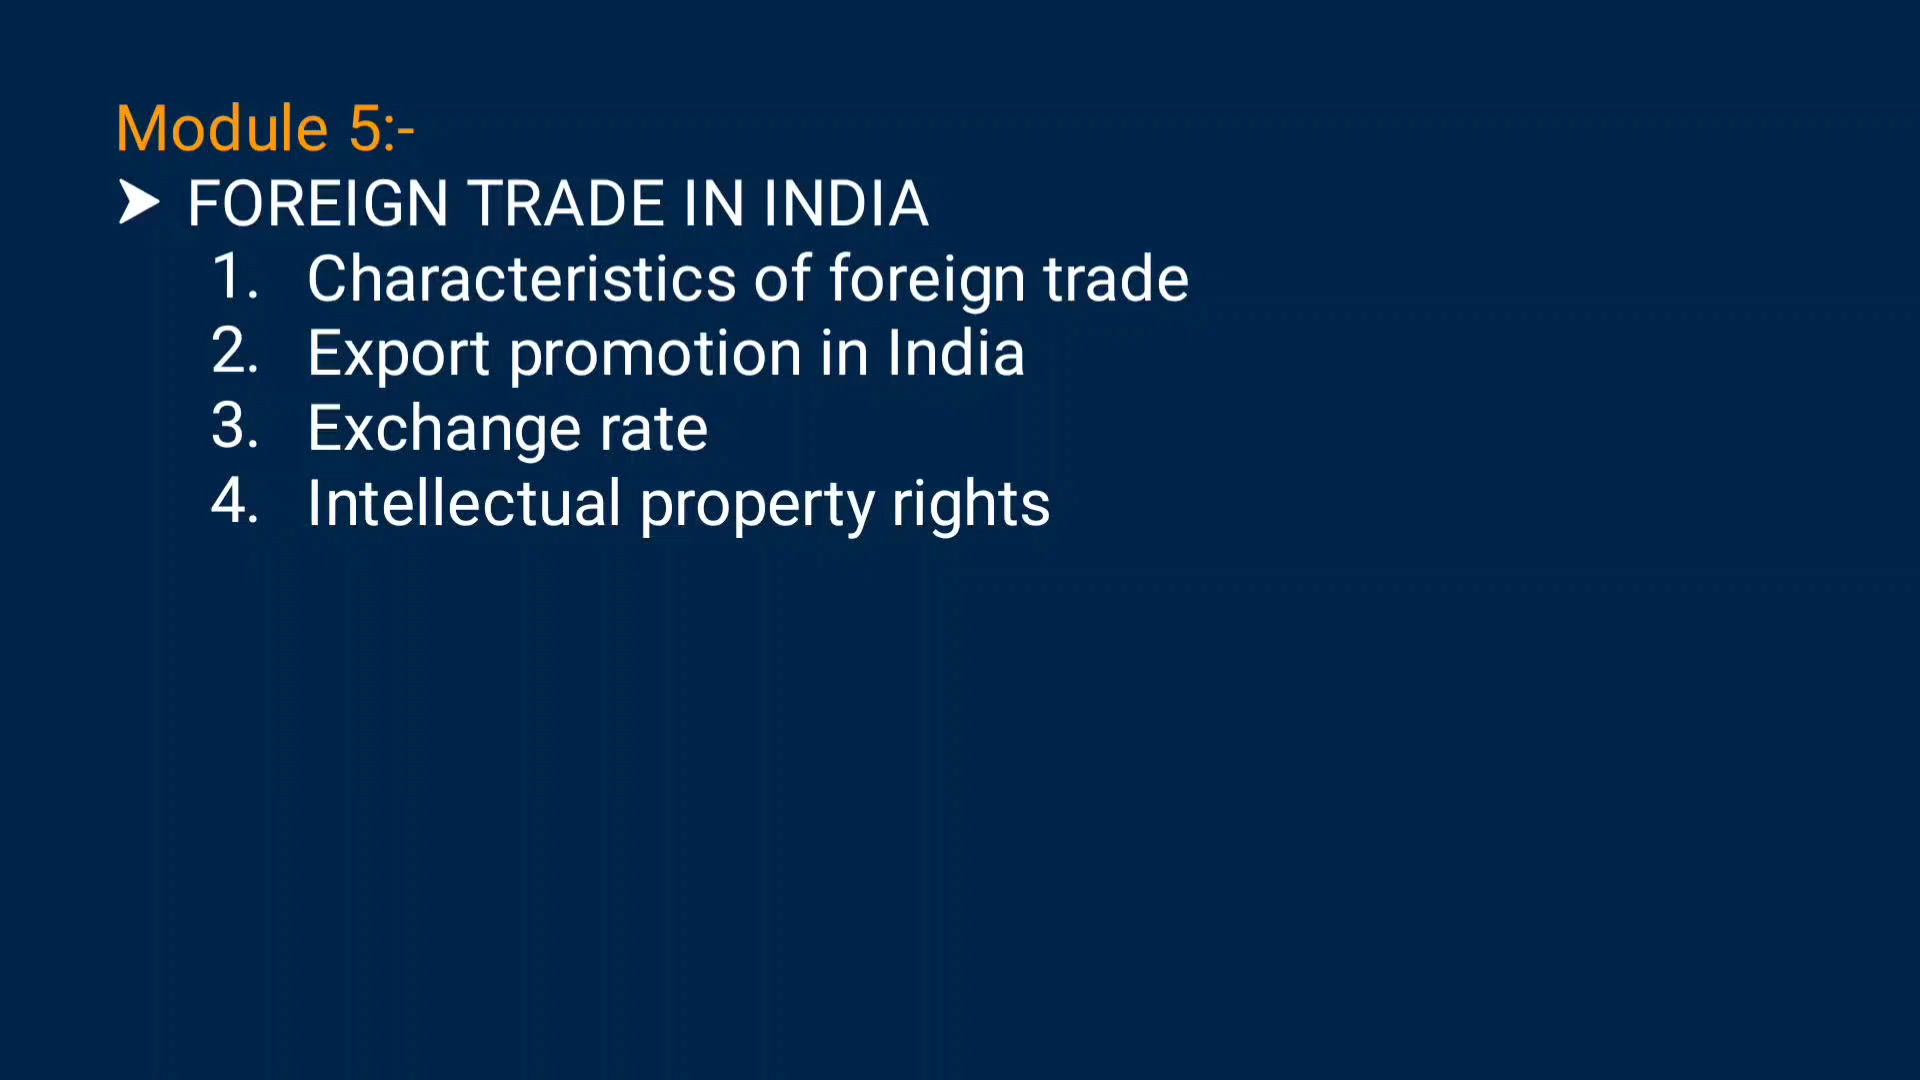 Module 5:-
➤ FOREIGN TRADE IN INDIA
1. Characteristics of foreign trade
2. Export promotion in India
3. Exchange rate
4. Intellectual property rights